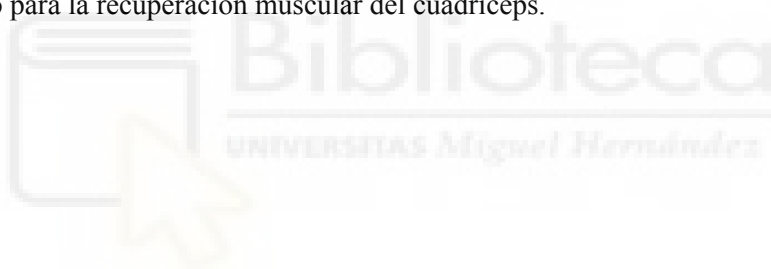 para la recuperación muscular del cuádriceps.
Biblioteca
UNIVERSITAS Miguel Hernández